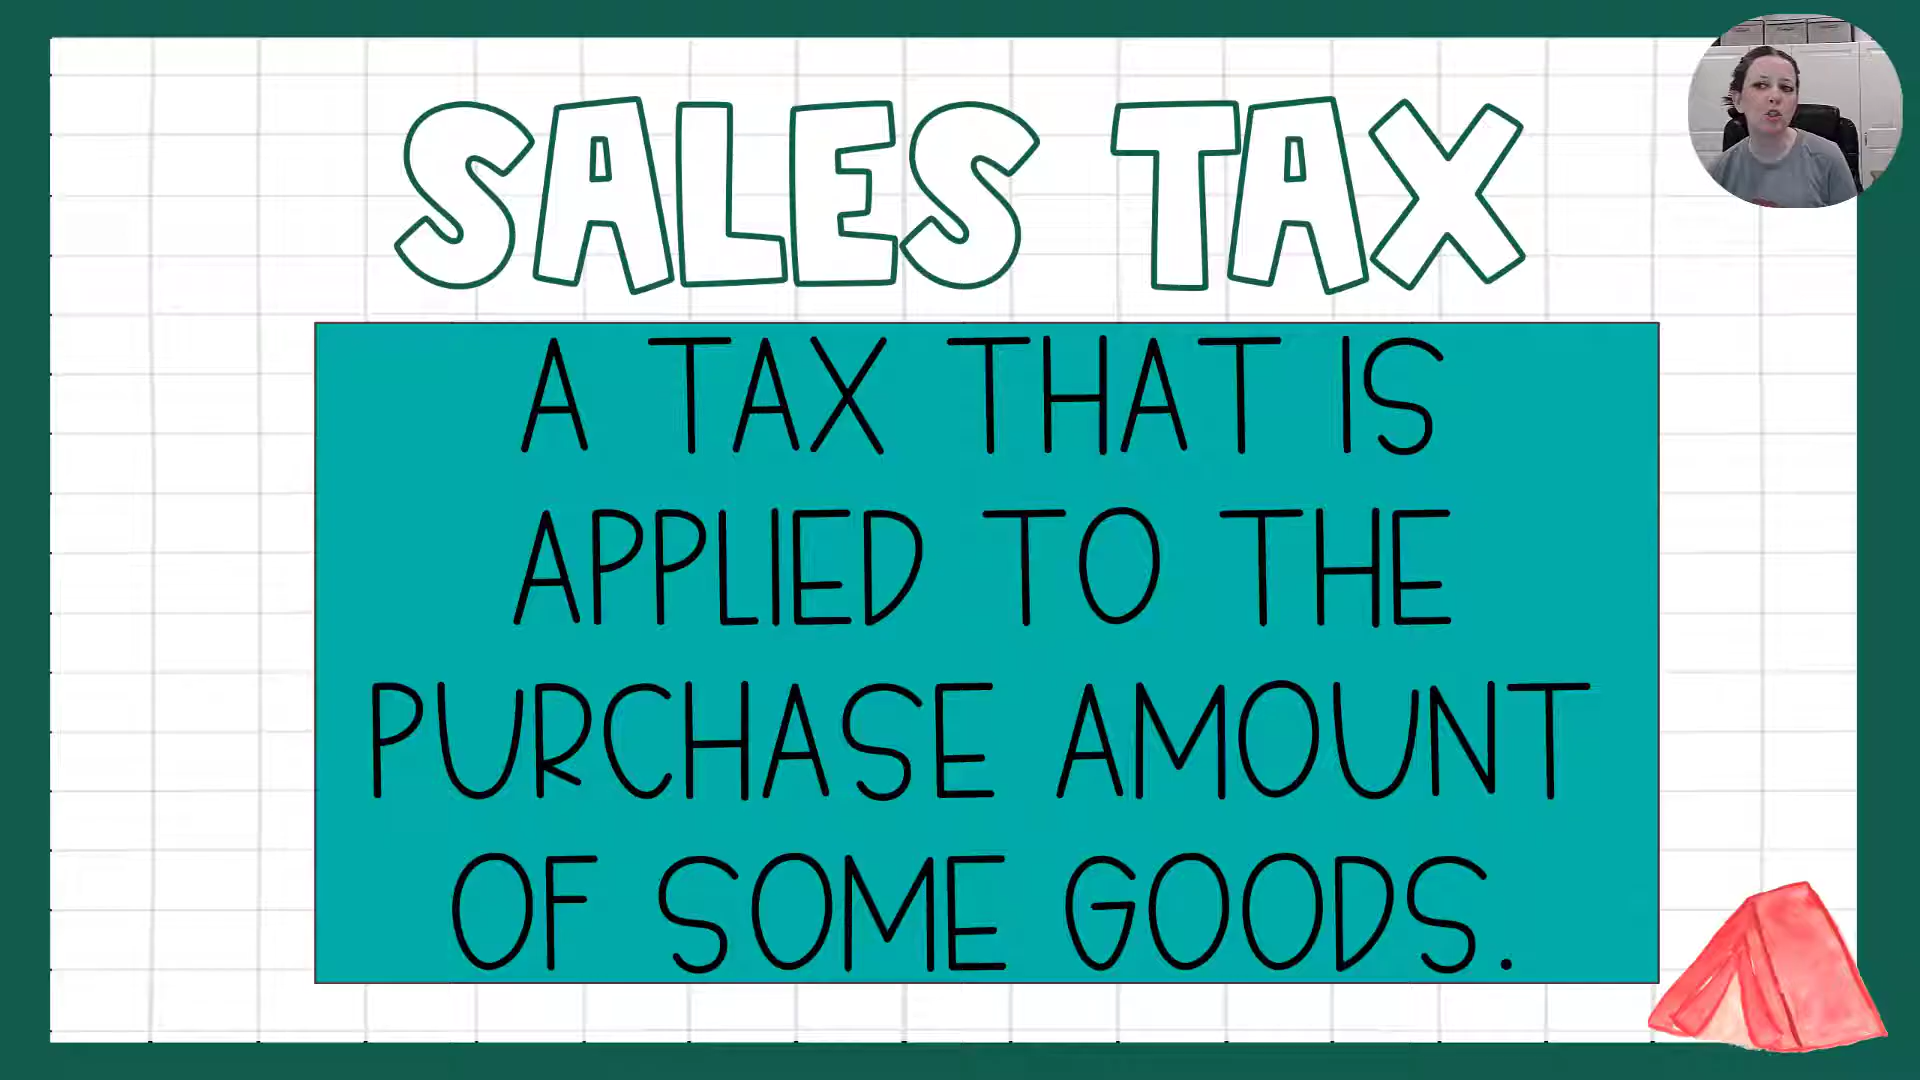 SALES TAX
A TAX THAT IS
APPLIED TO THE
PURCHASE AMOUNT
OF SOME GOODS.